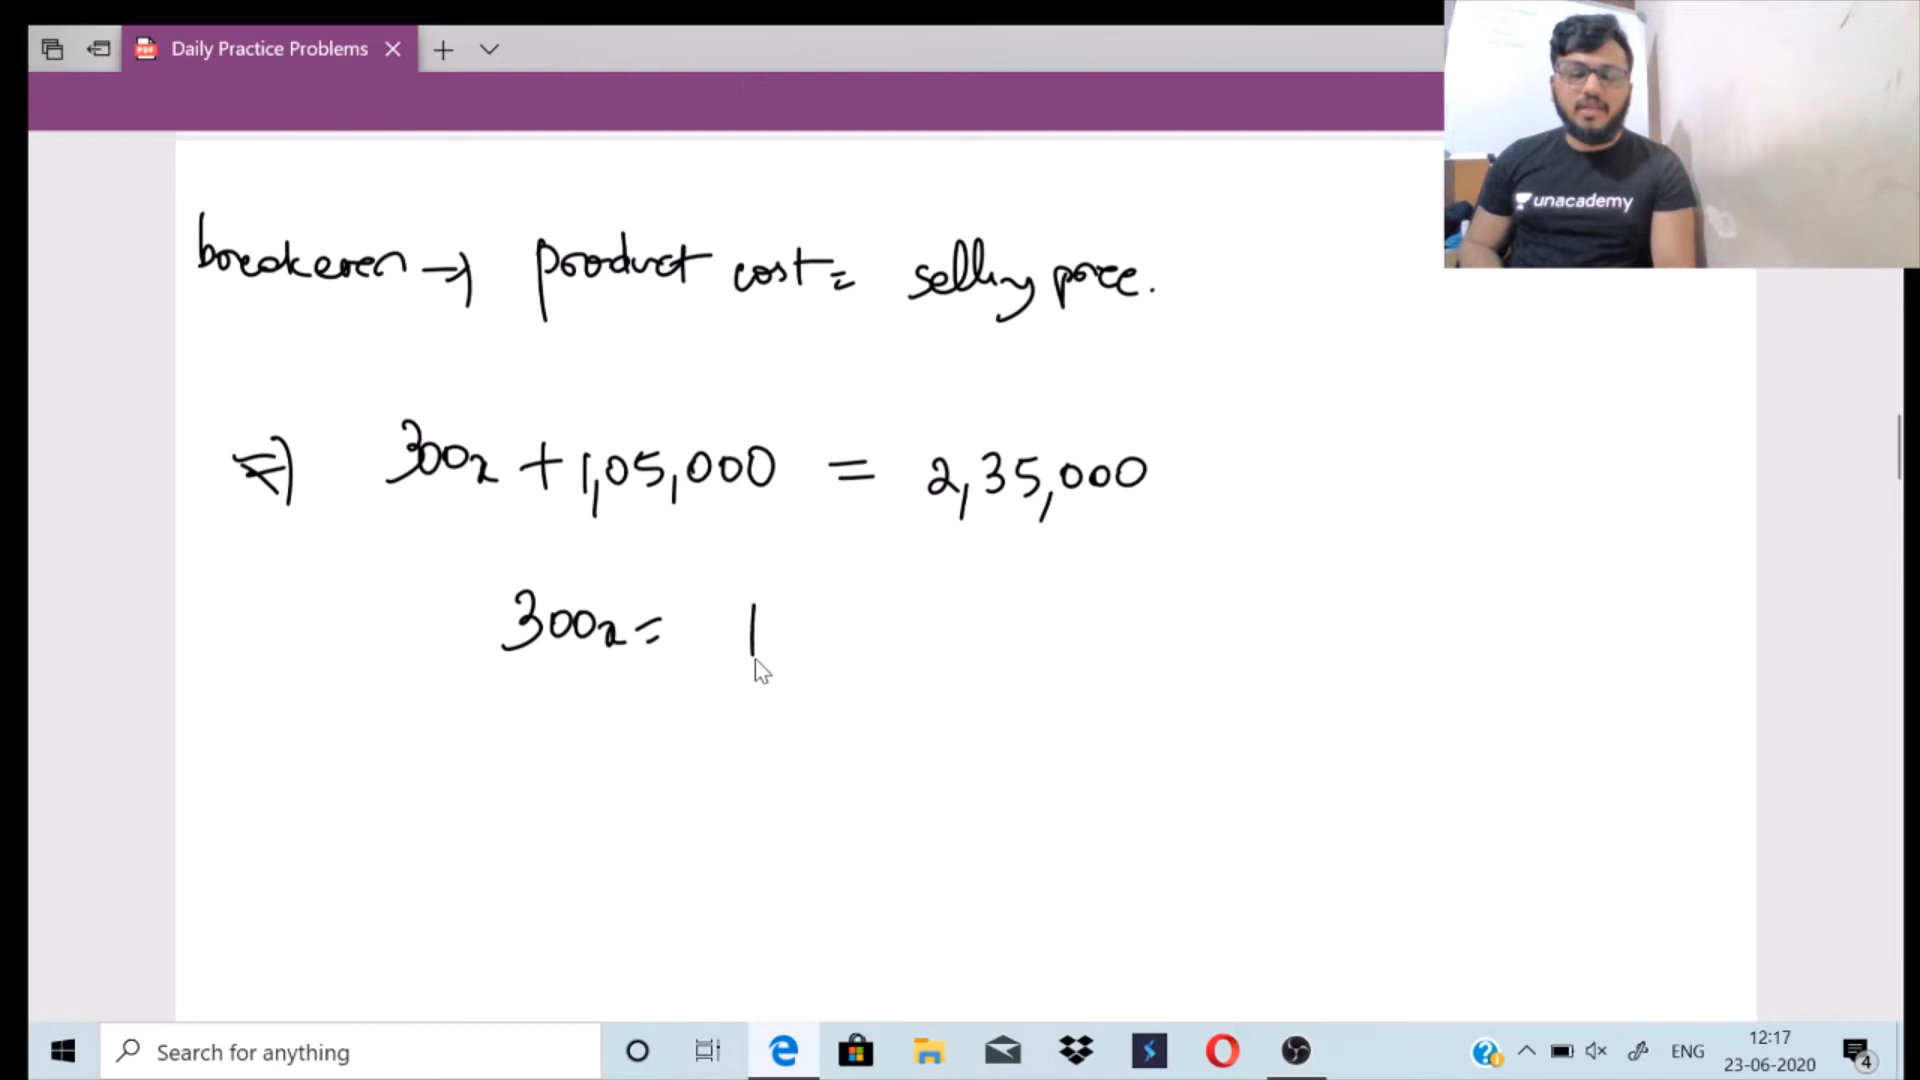 Daily Practice Problems
unacademy
breakeven → product cost = selling price.
⇒ 300x + 1,05,000 = 2,35,000
300x = 1
Search for anything
ENG
12:17
23-06-2020
4